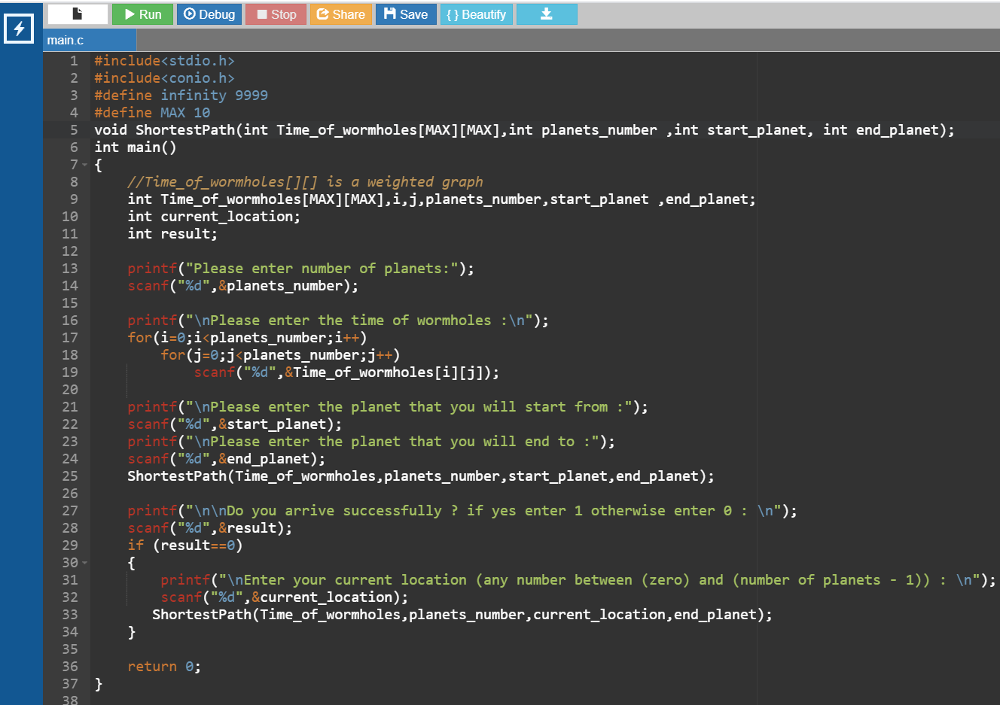 Run Debug Stop Share Save { } Beautify
main.c
1 #include<stdio.h>
2 #include<conio.h>
3 #define infinity 9999
4 #define MAX 10
5 void ShortestPath(int Time_of_wormholes[MAX][MAX],int planets_number ,int start_planet, int end_planet);
6 int main()
7 {
8     //Time_of_wormholes[][] is a weighted graph
9     int Time_of_wormholes[MAX][MAX],i,j,planets_number,start_planet ,end_planet;
10     int current_location;
11     int result;
12
13     printf("Please enter number of planets:");
14     scanf("%d",&planets_number);
15
16     printf("\nPlease enter the time of wormholes :\n");
17     for(i=0;i<planets_number;i++)
18         for(j=0;j<planets_number;j++)
19             scanf("%d",&Time_of_wormholes[i][j]);
20
21     printf("\nPlease enter the planet that you will start from :");
22     scanf("%d",&start_planet);
23     printf("\nPlease enter the planet that you will end to :");
24     scanf("%d",&end_planet);
25     ShortestPath(Time_of_wormholes,planets_number,start_planet,end_planet);
26
27     printf("\n\nDo you arrive successfully ? if yes enter 1 otherwise enter 0 : \n");
28     scanf("%d",&result);
29     if (result==0)
30     {
31         printf("\nEnter your current location (any number between (zero) and (number of planets - 1)) : \n");
32         scanf("%d",&current_location);
33        ShortestPath(Time_of_wormholes,planets_number,current_location,end_planet);
34     }
35
36     return 0;
37 }
38